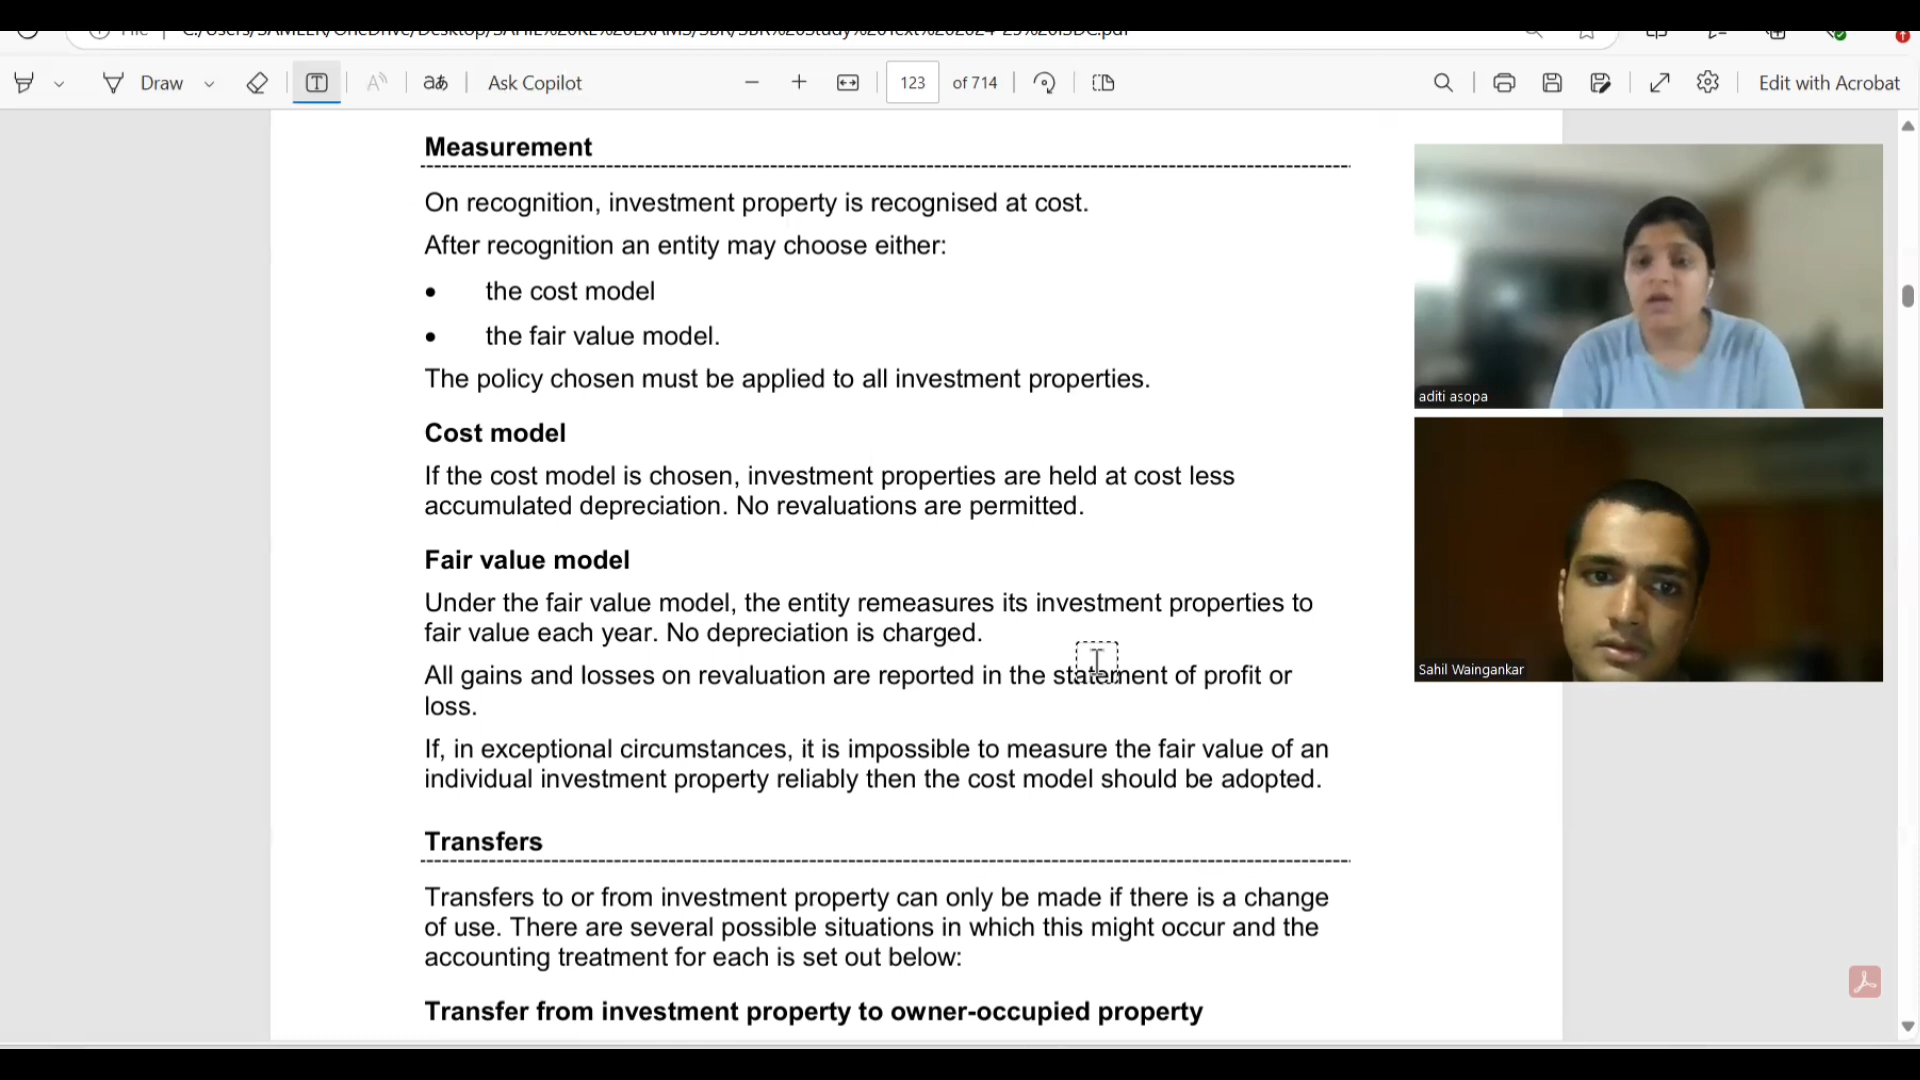 Draw
Ask Copilot
123 of 714
Edit with Acrobat
Measurement
On recognition, investment property is recognised at cost.
After recognition an entity may choose either:
• the cost model
• the fair value model.
The policy chosen must be applied to all investment properties.
Cost model
If the cost model is chosen, investment properties are held at cost less
accumulated depreciation. No revaluations are permitted.
Fair value model
Under the fair value model, the entity remeasures its investment properties to
fair value each year. No depreciation is charged.
All gains and losses on revaluation are reported in the statement of profit or
loss.
If, in exceptional circumstances, it is impossible to measure the fair value of an
individual investment property reliably then the cost model should be adopted.
Transfers
Transfers to or from investment property can only be made if there is a change
of use. There are several possible situations in which this might occur and the
accounting treatment for each is set out below:
Transfer from investment property to owner-occupied property
aditi asopa
Sahil Waingankar